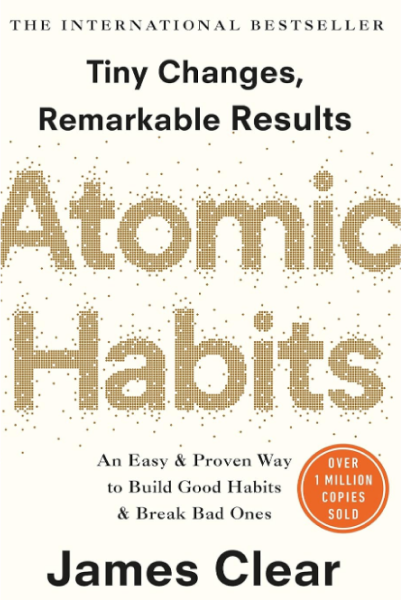 THE INTERNATIONAL BESTSELLER
Tiny Changes,
Remarkable Results
Atomic
Habits
An Easy & Proven Way
to Build Good Habits
& Break Bad Ones
OVER
1 MILLION
COPIES
SOLD
James Clear